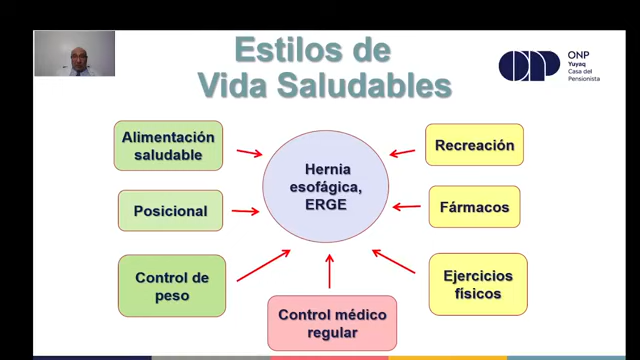 Estilos de
Vida Saludables
ONP
Yuyaq
Casa del
Pensionista
Alimentación
saludable
Posicional
Control de
peso
Hernia
esofágica,
ERGE
Control médico
regular
Recreación
Fármacos
Ejercicios
físicos